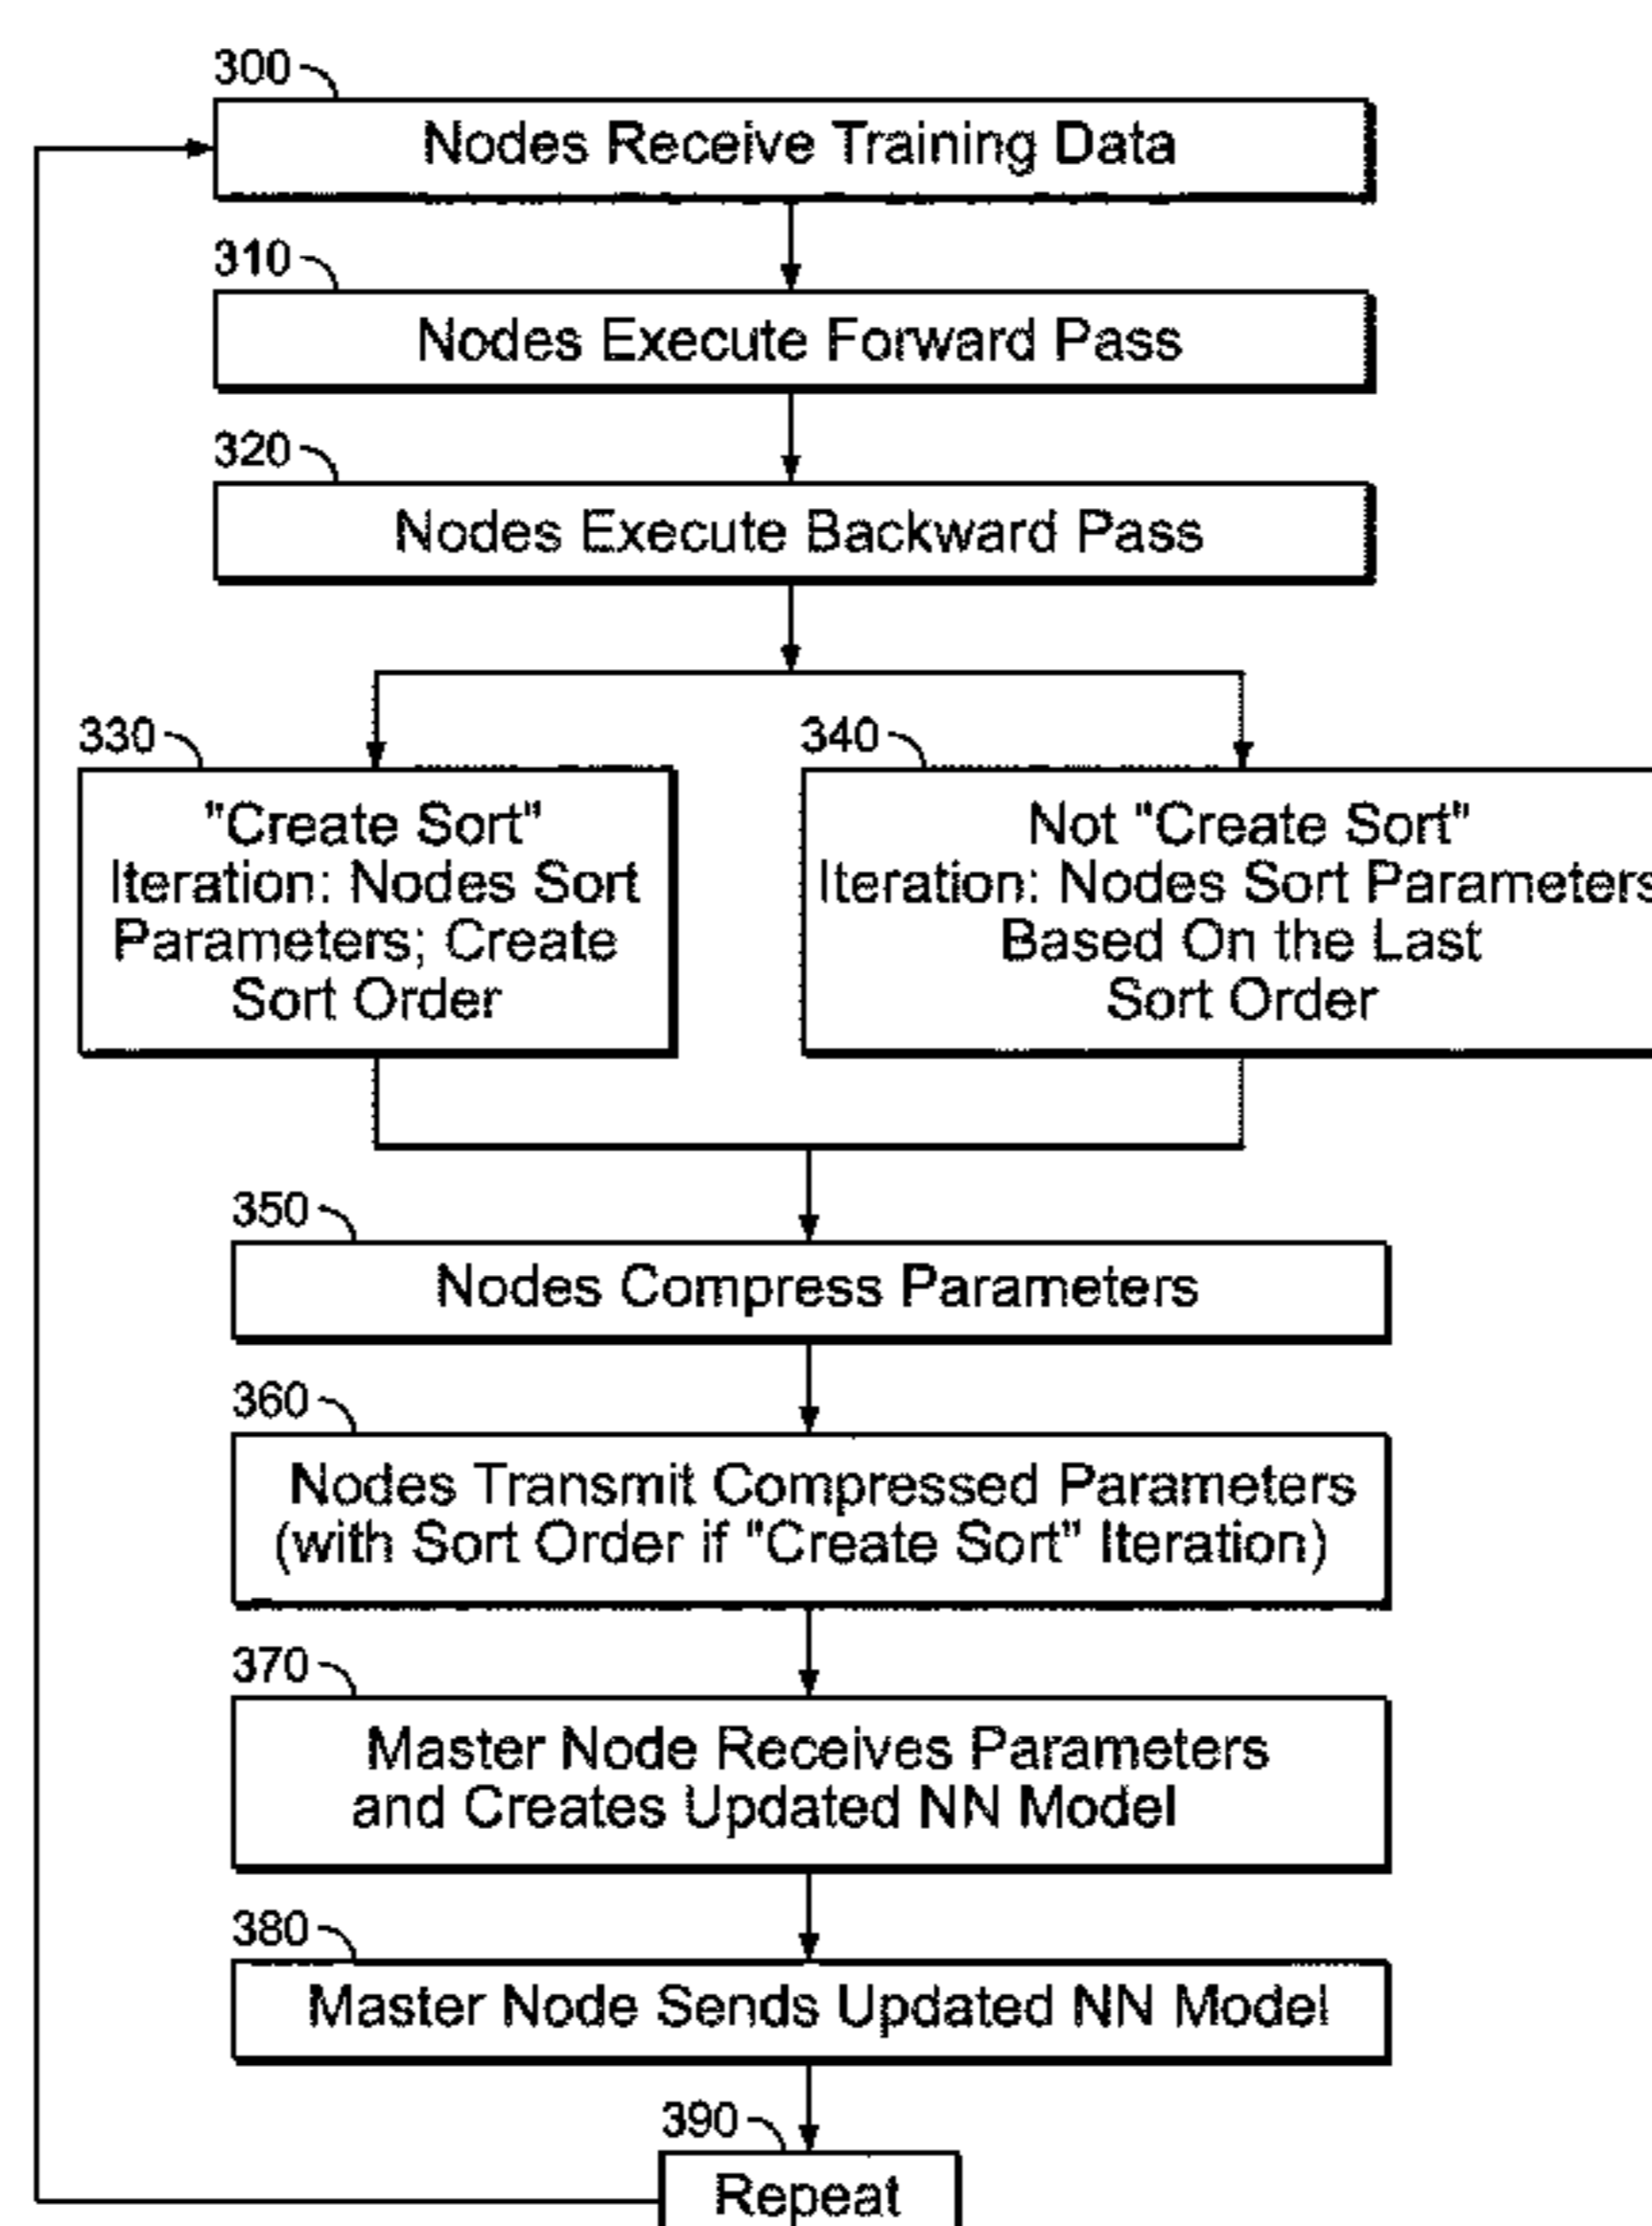 300
Nodes Receive Training Data
310
Nodes Execute Forward Pass
320
Nodes Execute Backward Pass
330
"Create Sort"
Iteration: Nodes Sort
Parameters; Create
Sort Order
340
Not "Create Sort"
Iteration: Nodes Sort Parameters
Based On the Last
Sort Order
350
Nodes Compress Parameters
360
Nodes Transmit Compressed Parameters
(with Sort Order if "Create Sort" Iteration)
370
Master Node Receives Parameters
and Creates Updated NN Model
380
Master Node Sends Updated NN Model
390
Repeat